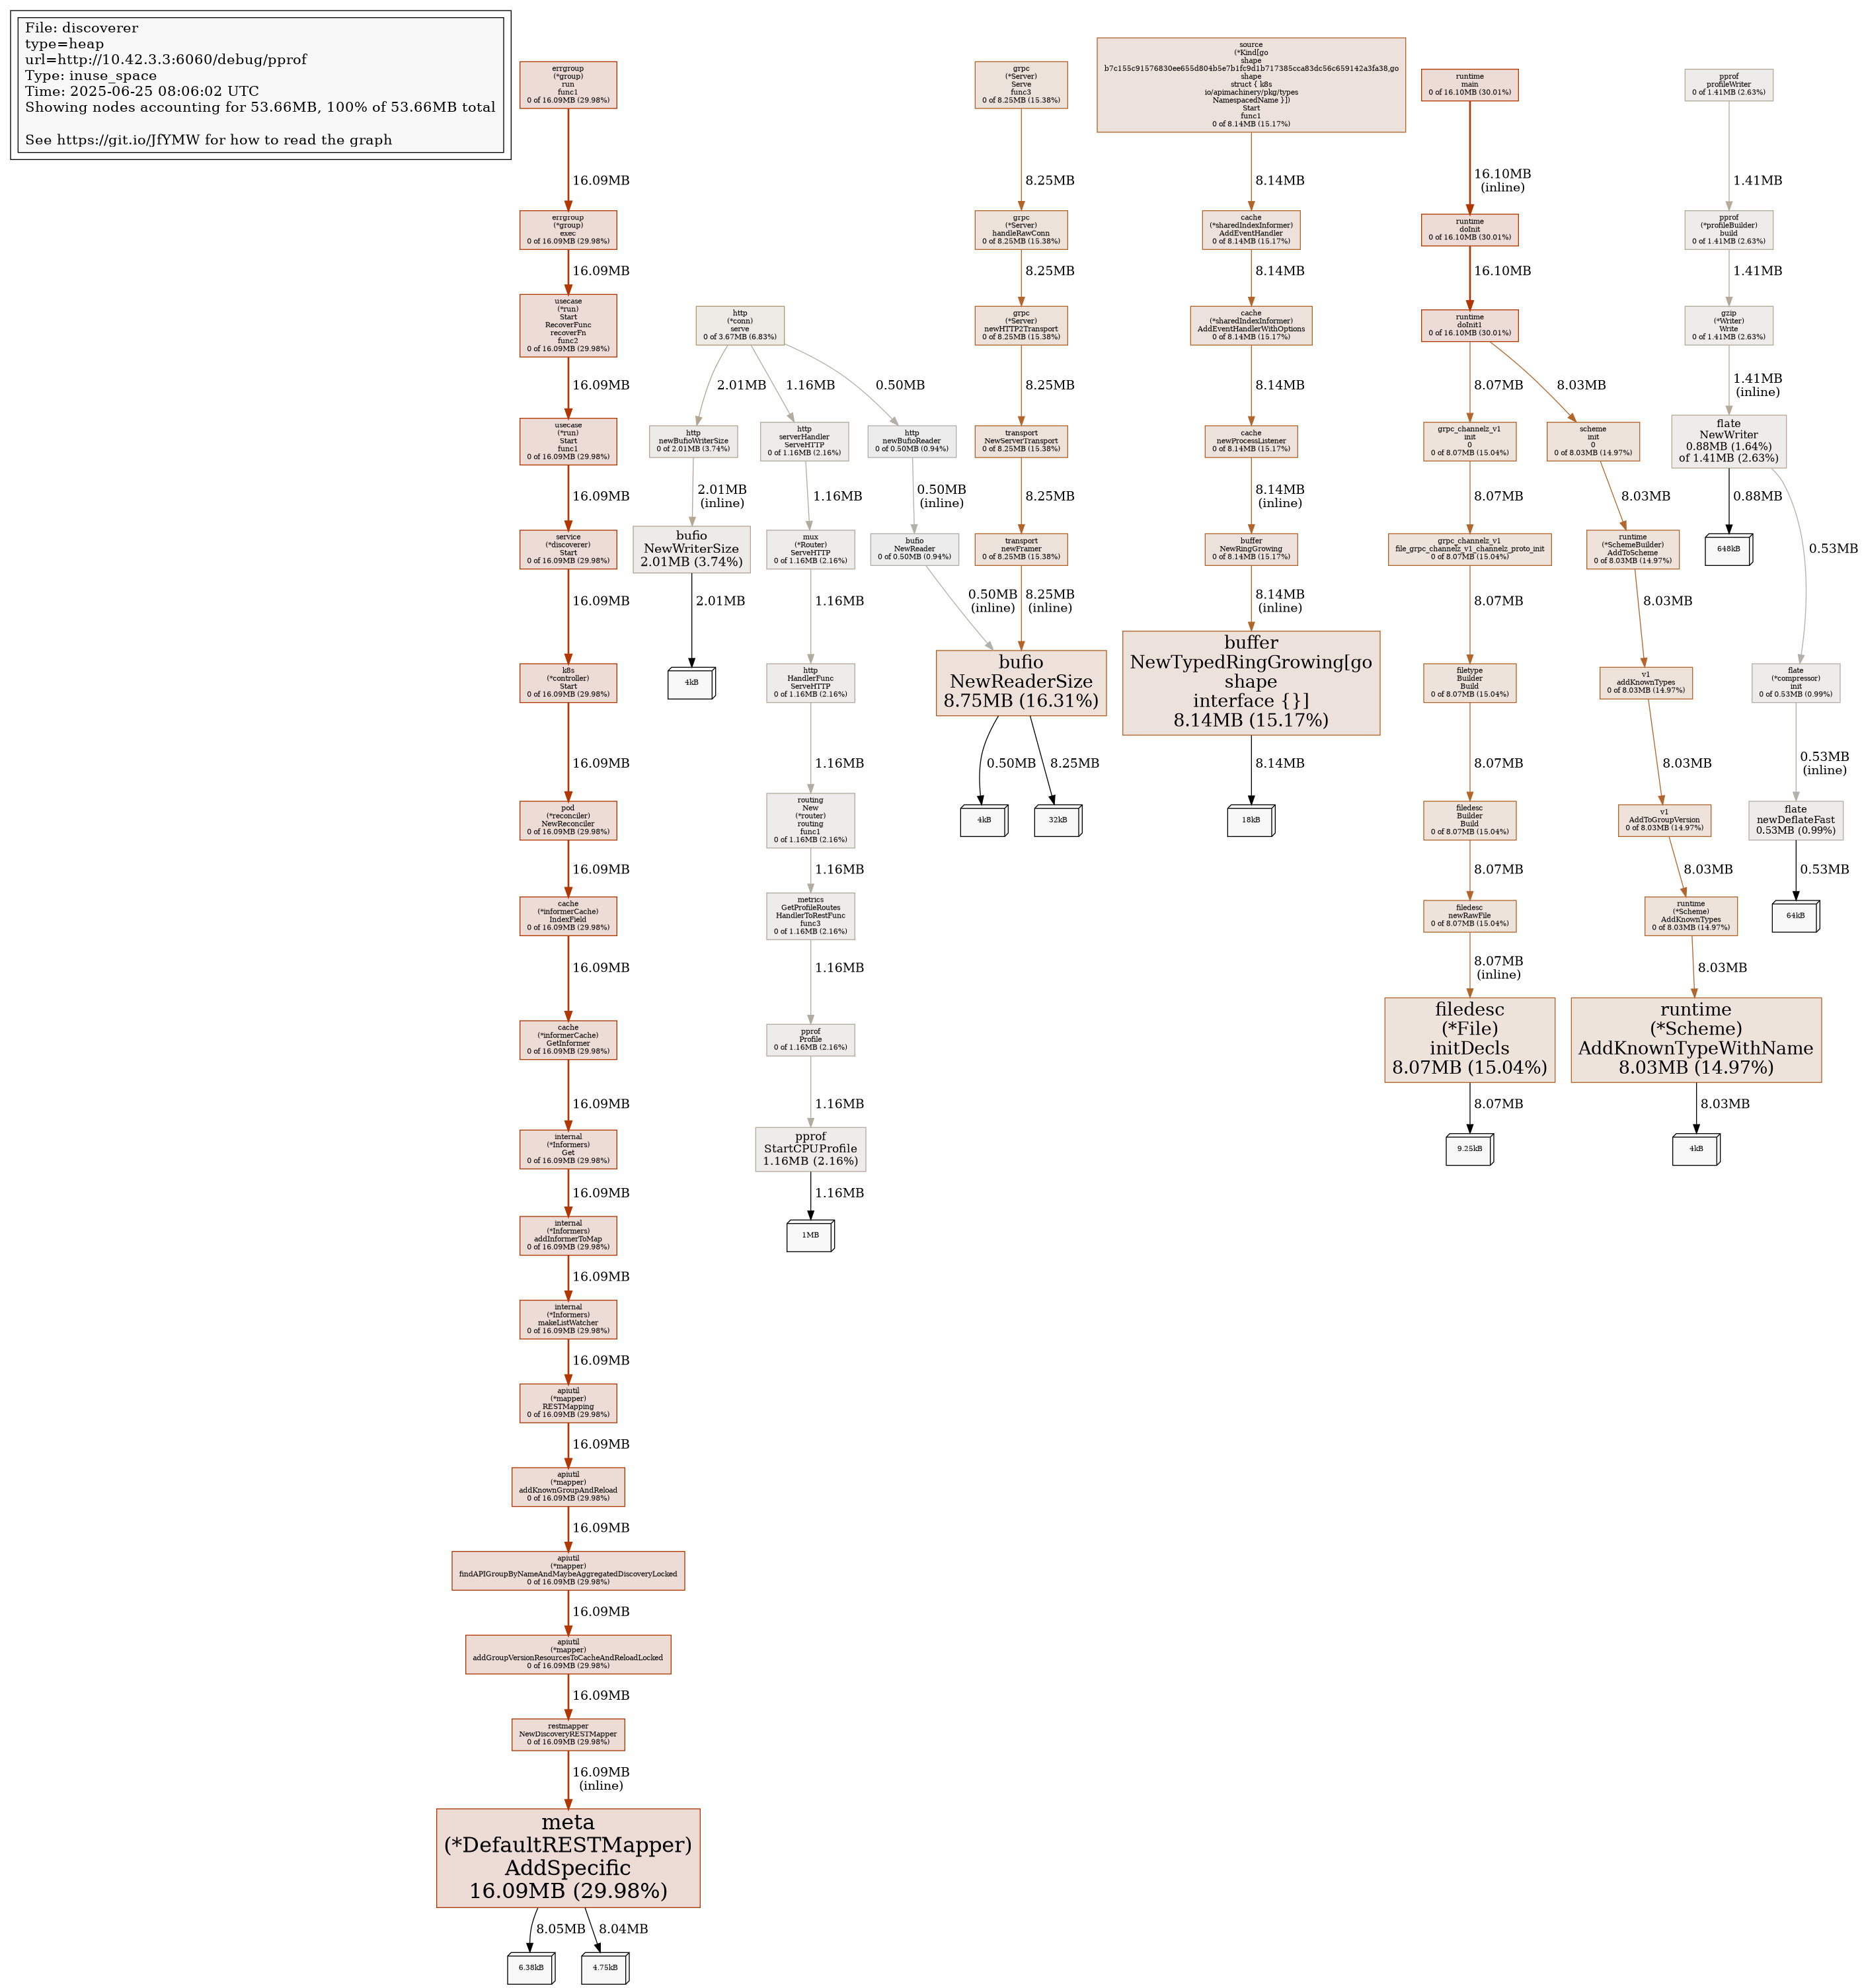 File: discoverer
type=heap
url=http://10.42.3.3:6060/debug/pprof
Type: inuse_space
Time: 2025-06-25 08:06:02 UTC
Showing nodes accounting for 53.66MB, 100% of 53.66MB total
See https://git.io/JfYMW for how to read the graph
errgroup
(*group)
run
func1
0 of 16.09MB (29.98%)
16.09MB
errgroup
(*group)
exec
0 of 16.09MB (29.98%)
16.09MB
usecase
(*run)
Start
RecoverFunc
recoverFn
func2
0 of 16.09MB (29.98%)
16.09MB
usecase
(*run)
Start
func1
0 of 16.09MB (29.98%)
16.09MB
service
(*discoverer)
Start
0 of 16.09MB (29.98%)
16.09MB
k8s
(*controller)
Start
0 of 16.09MB (29.98%)
16.09MB
pod
(*reconciler)
NewReconciler
0 of 16.09MB (29.98%)
16.09MB
cache
(*informerCache)
IndexField
0 of 16.09MB (29.98%)
16.09MB
cache
(*informerCache)
GetInformer
0 of 16.09MB (29.98%)
16.09MB
internal
(*Informers)
Get
0 of 16.09MB (29.98%)
16.09MB
internal
(*Informers)
addInformerToMap
0 of 16.09MB (29.98%)
16.09MB
internal
(*Informers)
makeListWatcher
0 of 16.09MB (29.98%)
16.09MB
apiutil
(*mapper)
RESTMapping
0 of 16.09MB (29.98%)
16.09MB
apiutil
(*mapper)
addKnownGroupAndReload
0 of 16.09MB (29.98%)
16.09MB
apiutil
(*mapper)
findAPIGroupByNameAndMaybeAggregatedDiscoveryLocked
0 of 16.09MB (29.98%)
16.09MB
apiutil
(*mapper)
addGroupVersionResourcesToCacheAndReloadLocked
0 of 16.09MB (29.98%)
16.09MB
restmapper
NewDiscoveryRESTMapper
0 of 16.09MB (29.98%)
16.09MB
(inline)
meta
(*DefaultRESTMapper)
AddSpecific
16.09MB (29.98%)
8.05MB
8.04MB
6.38kB
4.75kB
http
(*conn)
serve
0 of 3.67MB (6.83%)
2.01MB
1.16MB
0.50MB
http
newBufioWriterSize
0 of 2.01MB (3.74%)
2.01MB
(inline)
bufio
NewWriterSize
2.01MB (3.74%)
2.01MB
4kB
http
serverHandler
ServeHTTP
0 of 1.16MB (2.16%)
1.16MB
mux
(*Router)
ServeHTTP
0 of 1.16MB (2.16%)
1.16MB
http
HandlerFunc
ServeHTTP
0 of 1.16MB (2.16%)
1.16MB
routing
New
(*router)
routing
func1
0 of 1.16MB (2.16%)
1.16MB
metrics
GetProfileRoutes
HandlerToRestFunc
func3
0 of 1.16MB (2.16%)
1.16MB
pprof
Profile
0 of 1.16MB (2.16%)
1.16MB
pprof
StartCPUProfile
1.16MB (2.16%)
1.16MB
1MB
http
newBufioReader
0 of 0.50MB (0.94%)
0.50MB
(inline)
bufio
NewReader
0 of 0.50MB (0.94%)
0.50MB
(inline)
grpc
(*Server)
Serve
func3
0 of 8.25MB (15.38%)
8.25MB
grpc
(*Server)
handleRawConn
0 of 8.25MB (15.38%)
8.25MB
grpc
(*Server)
newHTTP2Transport
0 of 8.25MB (15.38%)
8.25MB
transport
NewServerTransport
0 of 8.25MB (15.38%)
8.25MB
transport
newFramer
0 of 8.25MB (15.38%)
8.25MB
(inline)
bufio
NewReaderSize
8.75MB (16.31%)
0.50MB
8.25MB
4kB
32kB
source
(*Kind[go
shape
b7c155c91576830ee655d804b5e7b1fc9d1b717385cca83dc56c659142a3fa38,go
shape
struct { k8s
io/apimachinery/pkg/types
NamespacedName }])
Start
func1
0 of 8.14MB (15.17%)
8.14MB
cache
(*sharedIndexInformer)
AddEventHandler
0 of 8.14MB (15.17%)
8.14MB
cache
(*sharedIndexInformer)
AddEventHandlerWithOptions
0 of 8.14MB (15.17%)
8.14MB
cache
newProcessListener
0 of 8.14MB (15.17%)
8.14MB
(inline)
buffer
NewRingGrowing
0 of 8.14MB (15.17%)
8.14MB
(inline)
buffer
NewTypedRingGrowing[go
shape
interface {}]
8.14MB (15.17%)
8.14MB
18kB
runtime
main
0 of 16.10MB (30.01%)
16.10MB
(inline)
runtime
doInit
0 of 16.10MB (30.01%)
16.10MB
runtime
doInit1
0 of 16.10MB (30.01%)
8.07MB
8.03MB
grpc_channelz_v1
init
0
0 of 8.07MB (15.04%)
8.07MB
grpc_channelz_v1
file_grpc_channelz_v1_channelz_proto_init
0 of 8.07MB (15.04%)
8.07MB
filetype
Builder
Build
0 of 8.07MB (15.04%)
8.07MB
filedesc
Builder
Build
0 of 8.07MB (15.04%)
8.07MB
filedesc
newRawFile
0 of 8.07MB (15.04%)
8.07MB
(inline)
filedesc
(*File)
initDecls
8.07MB (15.04%)
8.07MB
9.25kB
scheme
init
0
0 of 8.03MB (14.97%)
8.03MB
runtime
(*SchemeBuilder)
AddToScheme
0 of 8.03MB (14.97%)
8.03MB
v1
addKnownTypes
0 of 8.03MB (14.97%)
8.03MB
v1
AddToGroupVersion
0 of 8.03MB (14.97%)
8.03MB
runtime
(*Scheme)
AddKnownTypes
0 of 8.03MB (14.97%)
8.03MB
runtime
(*Scheme)
AddKnownTypeWithName
8.03MB (14.97%)
8.03MB
4kB
pprof
profileWriter
0 of 1.41MB (2.63%)
1.41MB
pprof
(*profileBuilder)
build
0 of 1.41MB (2.63%)
1.41MB
gzip
(*Writer)
Write
0 of 1.41MB (2.63%)
1.41MB
(inline)
flate
NewWriter
0.88MB (1.64%)
of 1.41MB (2.63%)
0.88MB
0.53MB
648kB
flate
(*compressor)
init
0 of 0.53MB (0.99%)
0.53MB
(inline)
flate
newDeflateFast
0.53MB (0.99%)
0.53MB
64kB